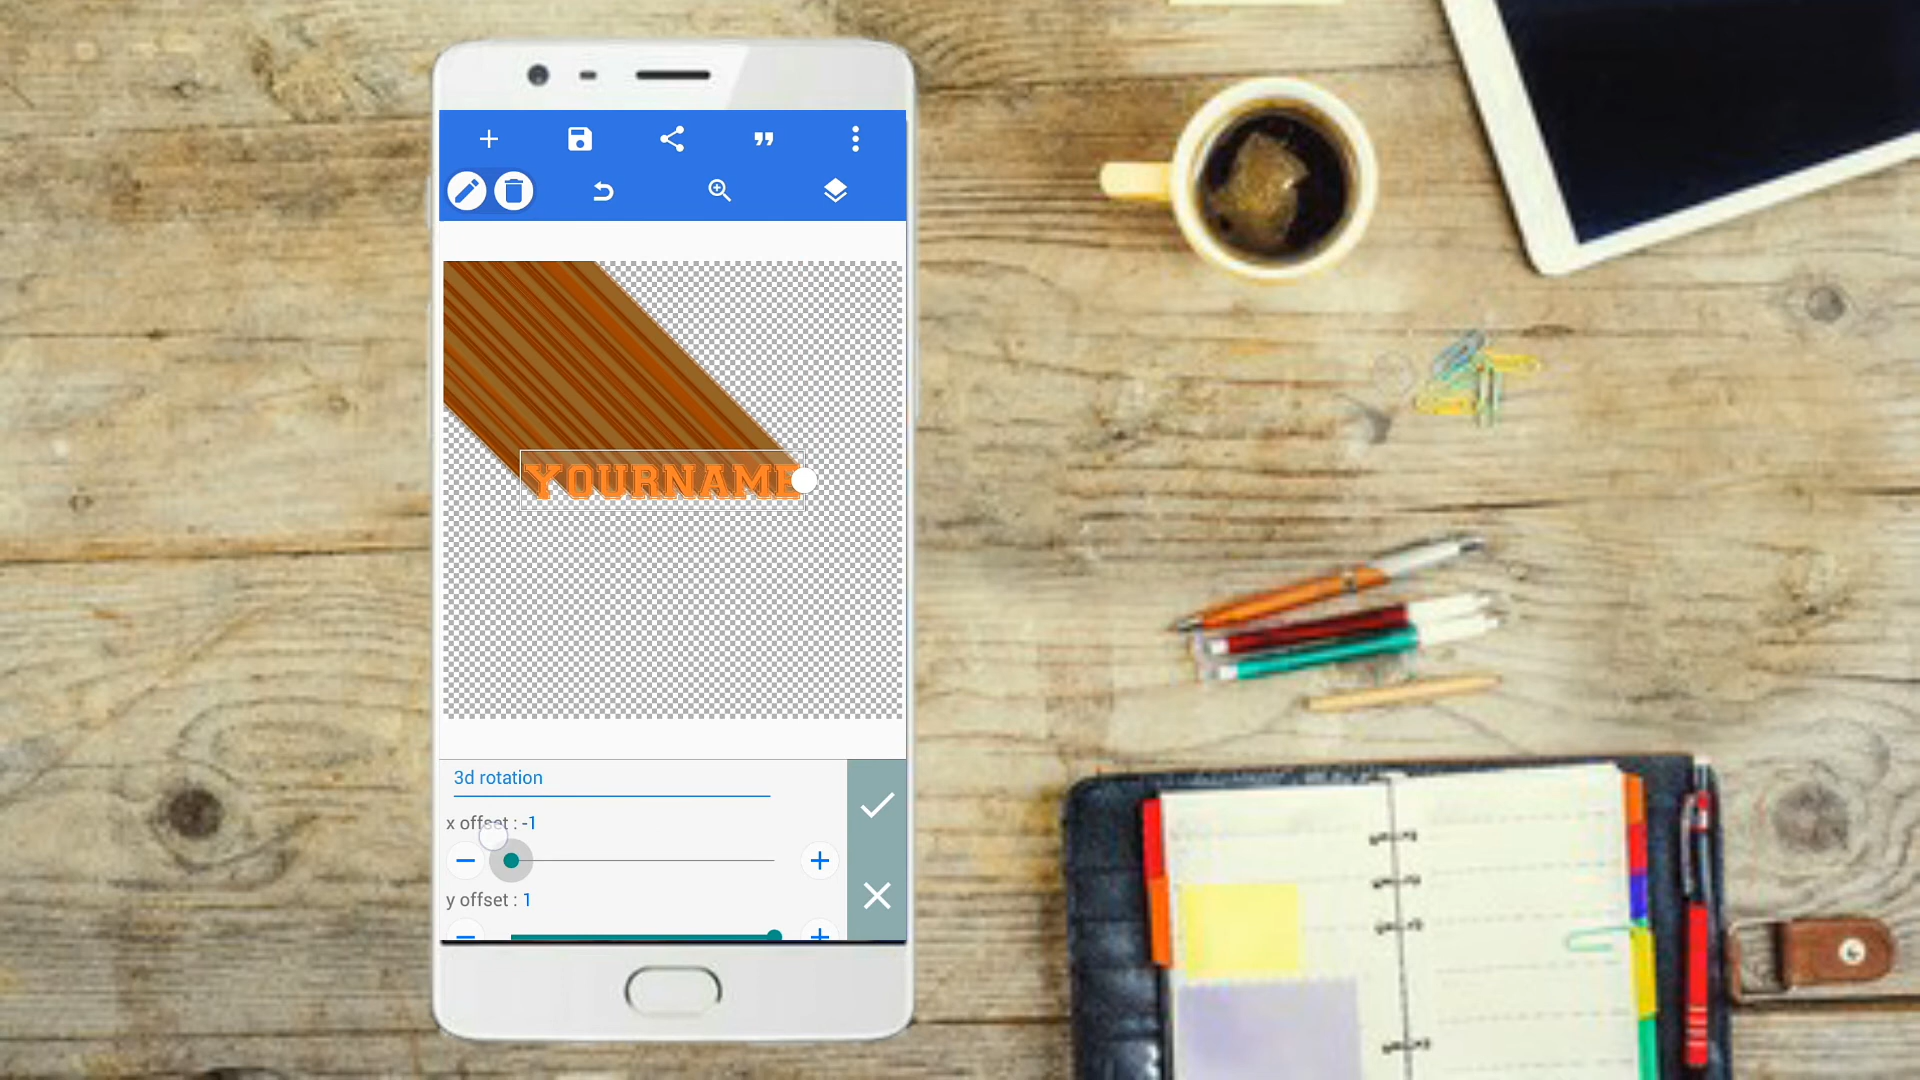 YOURNAME
3d rotation
x offset : -1
y offset : 1